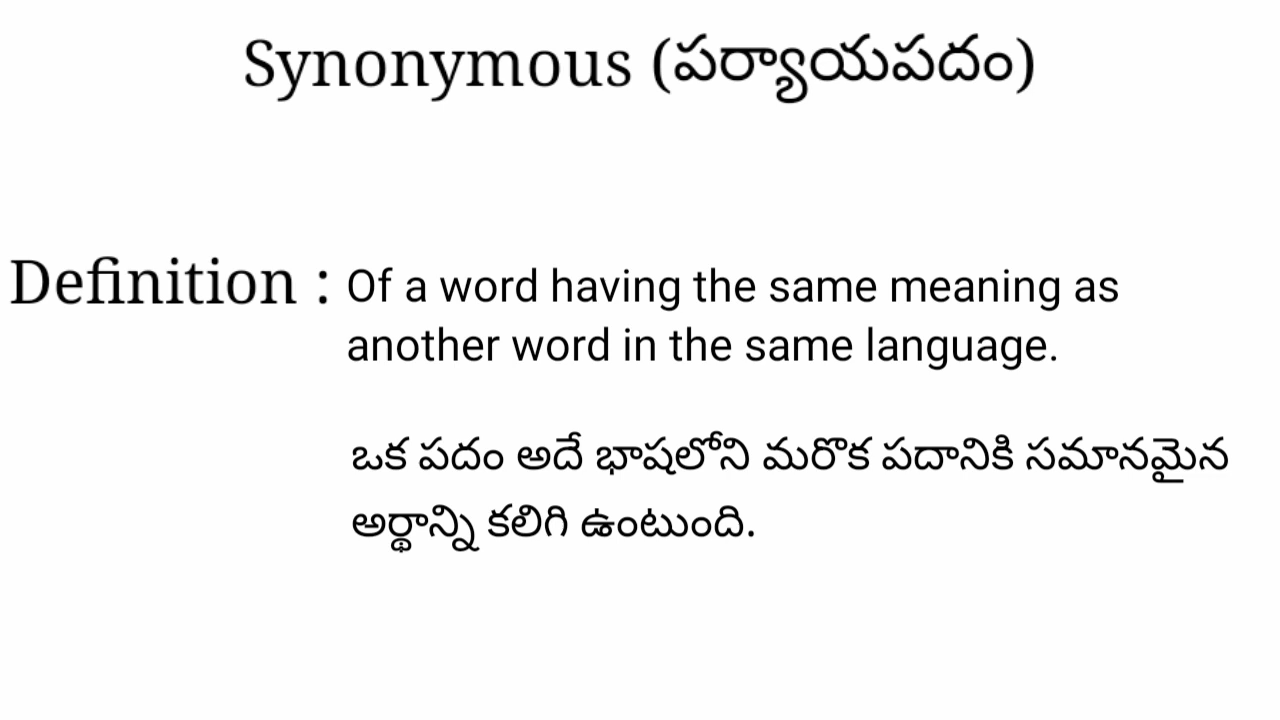 Synonymous (పర్యాయపదం)
Definition : Of a word having the same meaning as
another word in the same language.
ఒక పదం అదే భాషలోని మరొక పదానికి సమానమైన
అర్థాన్ని కలిగి ఉంటుంది.